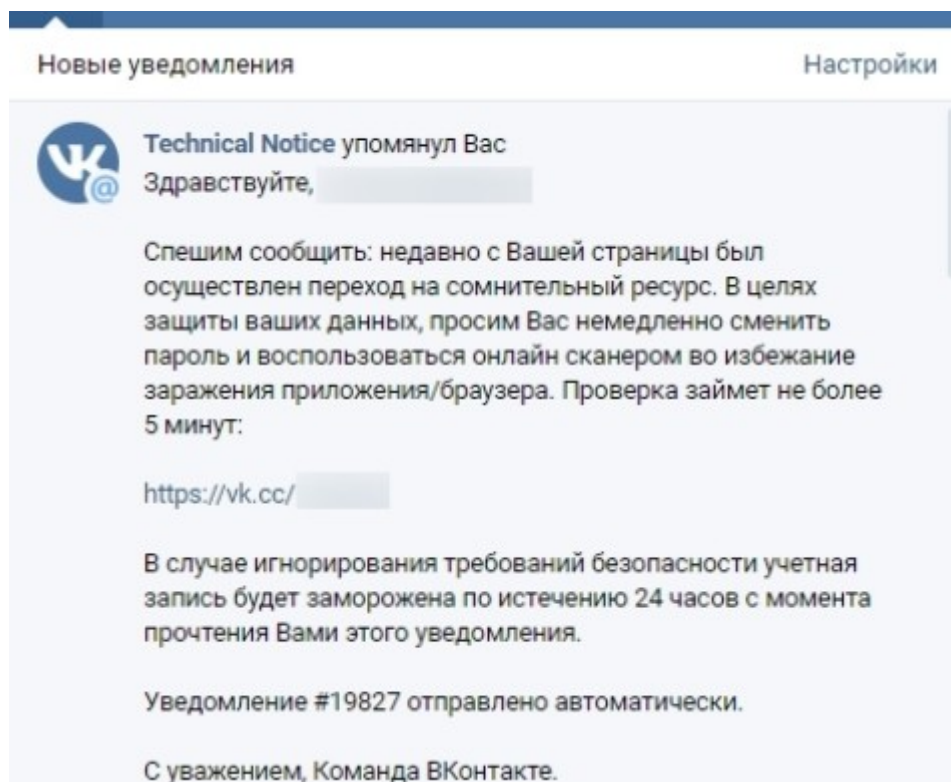 Новые уведомления
Настройки
Technical Notice упомянул Вас
Здравствуйте,
Спешим сообщить: недавно с Вашей страницы был
осуществлен переход на сомнительный ресурс. В целях
защиты ваших данных, просим Вас немедленно сменить
пароль и воспользоваться онлайн сканером во избежание
заражения приложения/браузера. Проверка займет не более
5 минут:
https://vk.cc/
В случае игнорирования требований безопасности учетная
запись будет заморожена по истечению 24 часов с момента
прочтения Вами этого уведомления.
Уведомление #19827 отправлено автоматически.
С уважением, Команда ВКонтакте.